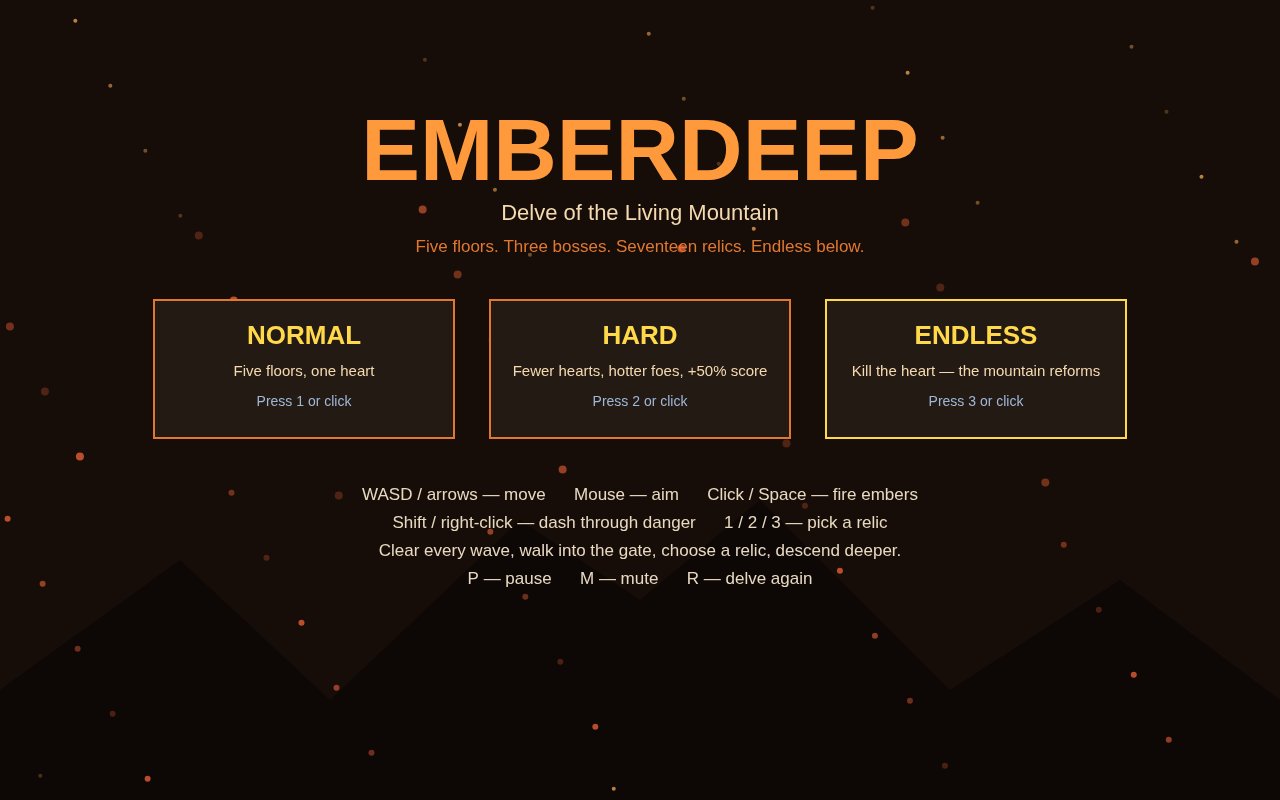 EMBERDEEP
Delve of the Living Mountain
Five floors. Three bosses. Seventeen relics. Endless below.
NORMAL
Five floors, one heart
Press 1 or click
HARD
Fewer hearts, hotter foes, +50% score
Press 2 or click
ENDLESS
Kill the heart — the mountain reforms
Press 3 or click
WASD / arrows — move Mouse — aim Click / Space — fire embers
Shift / right-click — dash through danger 1 / 2 / 3 — pick a relic
Clear every wave, walk into the gate, choose a relic, descend deeper.
P — pause M — mute R — delve again